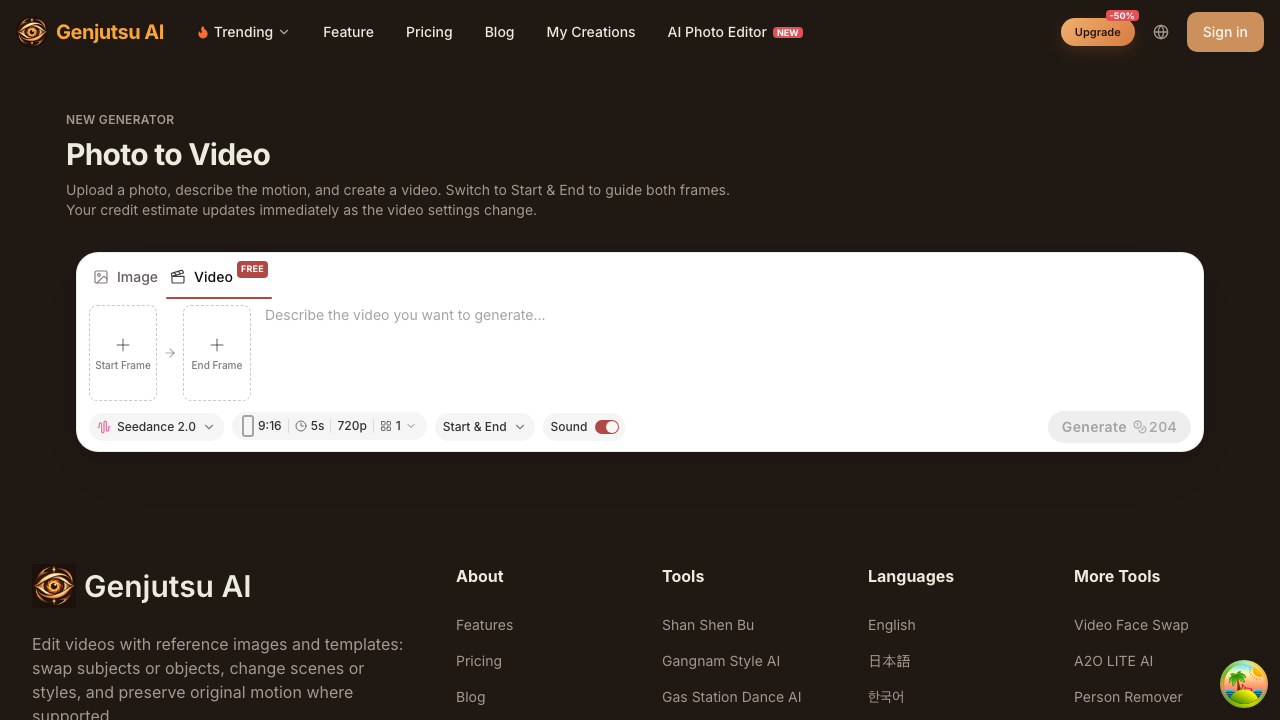 Genjutsu AI
Trending
Feature
Pricing
Blog
My Creations
AI Photo Editor NEW
Upgrade
-50%
Sign in
NEW GENERATOR
Photo to Video
Upload a photo, describe the motion, and create a video. Switch to Start & End to guide both frames.
Your credit estimate updates immediately as the video settings change.
Image
Video FREE
Start Frame
End Frame
Describe the video you want to generate...
Seedance 2.0
9:16
5s
720p
1
Start & End
Sound
Generate 204
Genjutsu AI
Edit videos with reference images and templates:
swap subjects or objects, change scenes or
styles, and preserve original motion where
supported.
About
Features
Pricing
Blog
Tools
Shan Shen Bu
Gangnam Style AI
Gas Station Dance AI
Languages
English
日本語
한국어
More Tools
Video Face Swap
A2O LITE AI
Person Remover